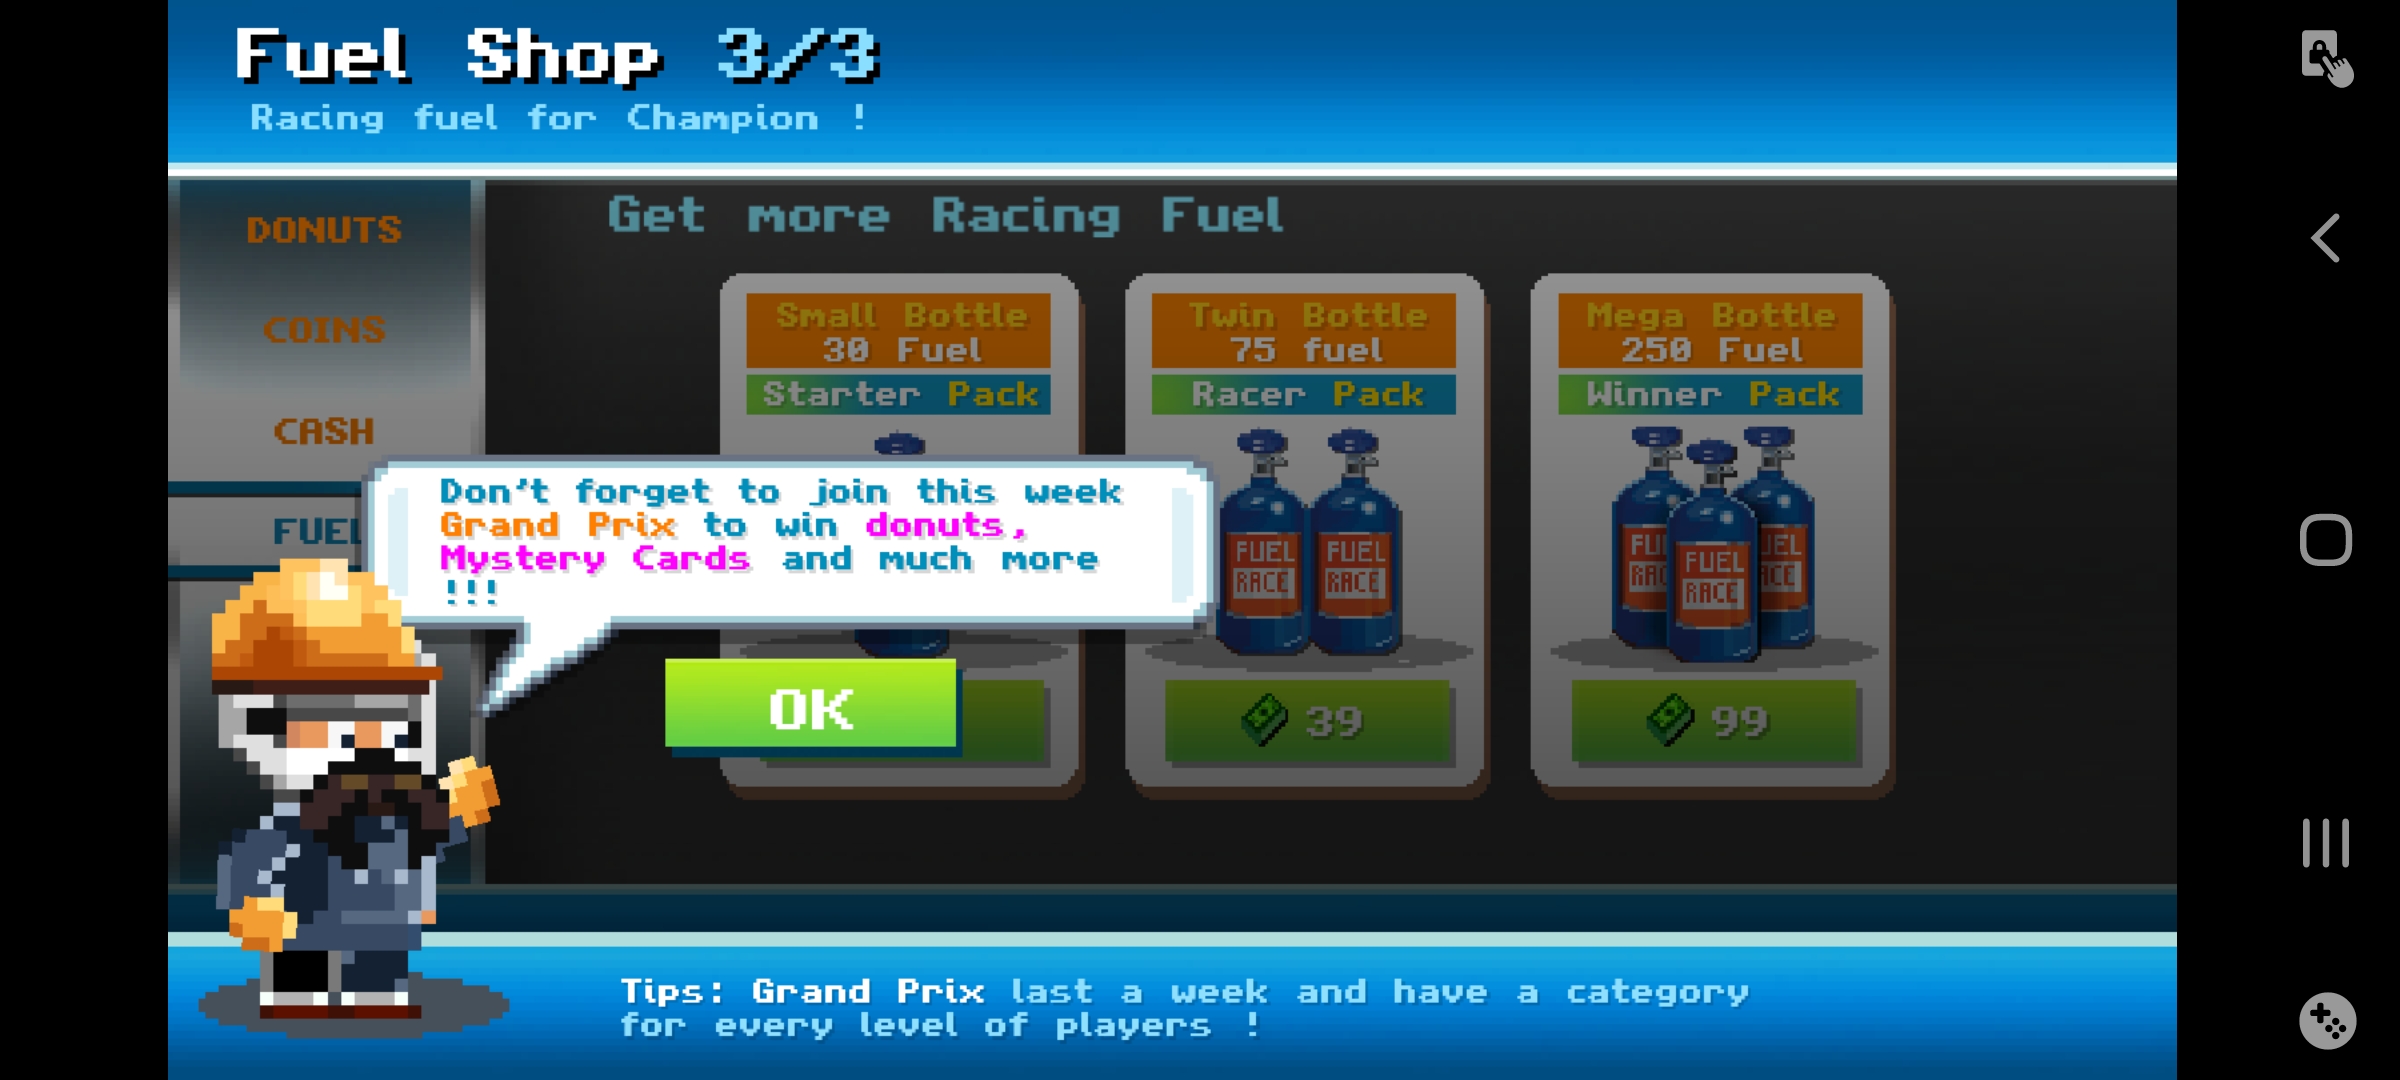 Fuel Shop 3/3
Racing fuel for Champion !
DONUTS
COINS
CASH
FUEL
Get more Racing Fuel
Small Bottle
30 Fuel
Starter Pack
Twin Bottle
75 fuel
Racer Pack
Mega Bottle
250 Fuel
Winner Pack
Don't forget to join this week
Grand Prix to win donuts,
Mystery Cards and much more
!!!
FUEL
RACE
FUEL
RACE
FUEL
RACE
OK
39
99
Tips: Grand Prix last a week and have a category
for every level of players !